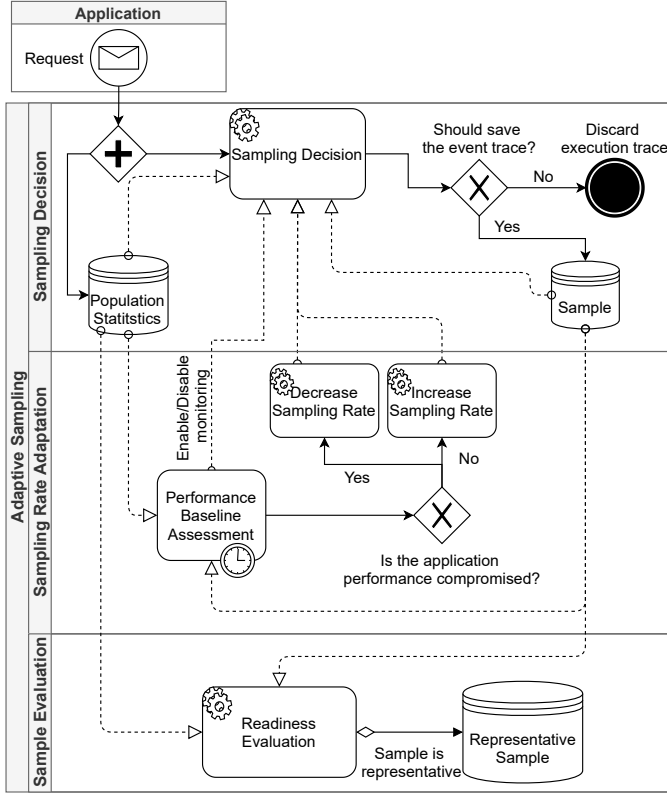 Application
Request
Adaptive Sampling
Sampling Decision
Sampling Decision
Should save
the event trace?
Discard
execution trace
No
Yes
Population
Statitstics
Sample
Sampling Rate Adaptation
Enable/Disable
monitoring
Decrease
Sampling Rate
Increase
Sampling Rate
Yes
No
Performance
Baseline
Assessment
Is the application
performance compromised?
Sample Evaluation
Readiness
Evaluation
Sample is
representative
Representative
Sample